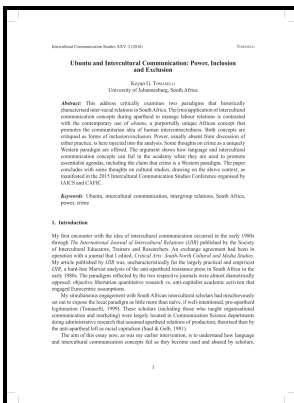 Intercultural Communication Studies XXV: 2 (2016) TOMASELLI
Ubuntu and Intercultural Communication: Power, Inclusion
and Exclusion
Keyan G. TOMASELLI
University of Johannesburg, South Africa
Abstract: This address critically examines two paradigms that historically
characterised inter-racial relations in South Africa. The (mis)application of intercultural
communication concepts during apartheid to manage labour relations is contrasted
with the contemporary use of ubuntu, a purportedly unique African concept that
promotes the communitarian idea of human interconnectedness. Both concepts are
critiqued as forms of inclusion/exclusion. Power, usually absent from discussion of
either practice, is here injected into the analysis. Some thoughts on crime as a uniquely
Western paradigm are offered. The argument shows how language and intercultural
communication concepts can fail in the academy when they are used to promote
essentialist agendas, including the claim that crime is a Western paradigm. The paper
concludes with some thoughts on cultural studies, drawing on the above context, as
manifested in the 2015 Intercultural Communication Studies Conference organised by
IAICS and CAFIC.
Keywords: Ubuntu, intercultural communication, intergroup relations, South Africa,
power, crime
1. Introduction
My first encounter with the idea of intercultural communication occurred in the early 1980s
through The International Journal of Intercultural Relations (IJIR) published by the Society
of Intercultural Educators, Trainers and Researchers. An exchange agreement had been in
operation with a journal that I edited, Critical Arts: South-North Cultural and Media Studies.
My article published by IJIR was, uncharacteristically for the largely practical and empiricist
IJIR, a hard-line Marxist analysis of the anti-apartheid resistance press in South Africa in the
early 1980s. The paradigms reflected by the two respective journals were almost diametrically
opposed: objective libertarian quantitative research vs. anti-capitalist academic activism that
engaged Eurocentric assumptions.
My simultaneous engagement with South African intercultural scholars had mischievously
set out to expose the local paradigm as little more than naïve, if well-intentioned, pro-apartheid
legitimation (Tomaselli, 1999). These scholars (including those who taught organisational
communication and marketing) were largely located in Communication Science departments
doing administrative research that assumed apartheid relations of production, theorised then by
the anti-apartheid left as racial capitalism (Saul & Gelb, 1981).
The aim of this essay now, as was my earlier intervention, is to understand how language
and intercultural communication concepts fail as they become used and abused by scholars,
1